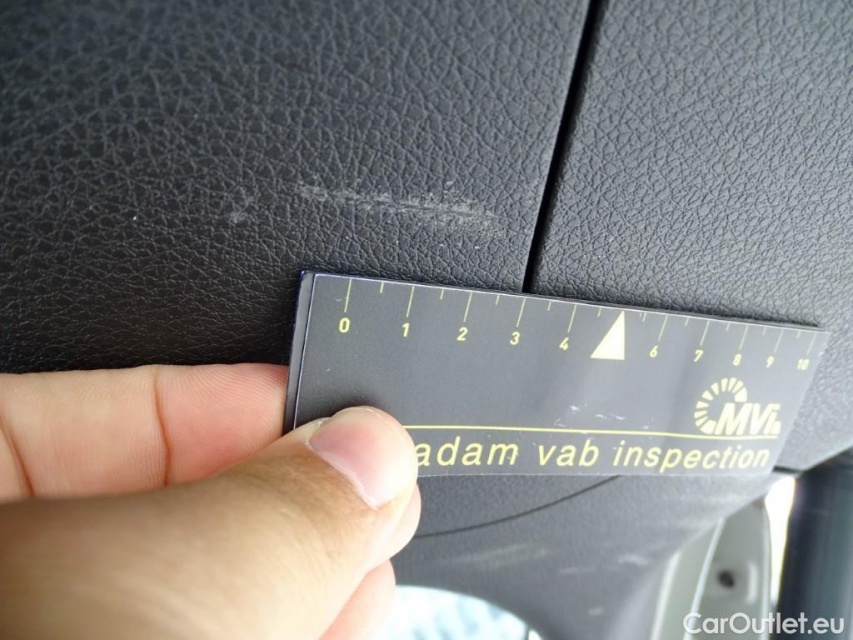 0 1 2 3 4 6 7 8 9 10
MVi
adam vab inspection
CarOutlet.eu